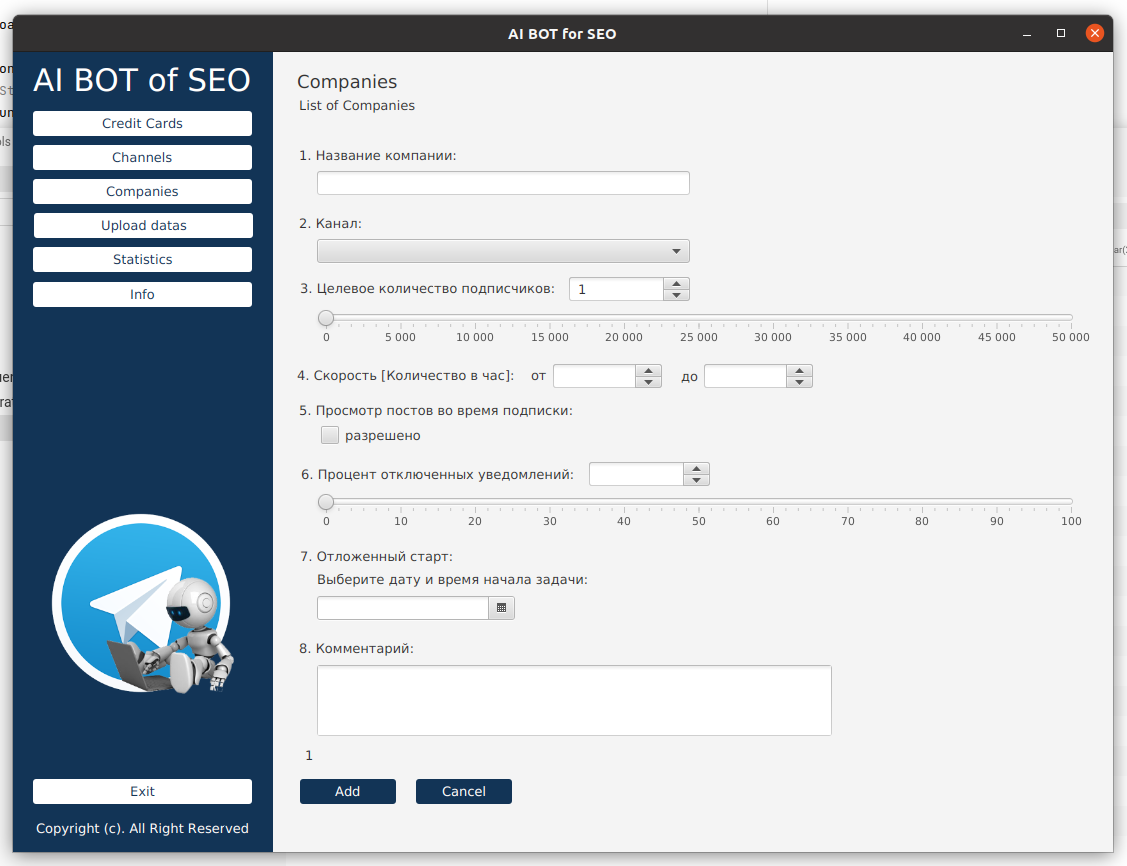 AI BOT for SEO
AI BOT of SEO
Credit Cards
Channels
Companies
Upload datas
Statistics
Info
Exit
Copyright (c). All Right Reserved
Companies
List of Companies
1. Название компании:
2. Канал:
3. Целевое количество подписчиков: 1
0 5 000 10 000 15 000 20 000 25 000 30 000 35 000 40 000 45 000 50 000
4. Скорость [Количество в час]: от до
5. Просмотр постов во время подписки:
разрешено
6. Процент отключенных уведомлений:
0 10 20 30 40 50 60 70 80 90 100
7. Отложенный старт:
Выберите дату и время начала задачи:
8. Комментарий:
1
Add Cancel